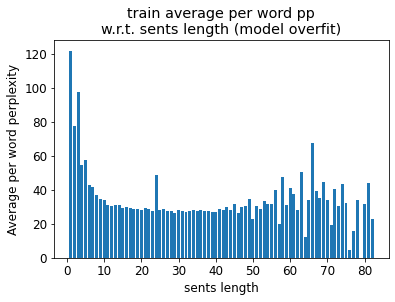 train average per word pp
w.r.t. sents length (model overfit)
Average per word perplexity
120
100
80
60
40
20
0
0 10 20 30 40 50 60 70 80
sents length